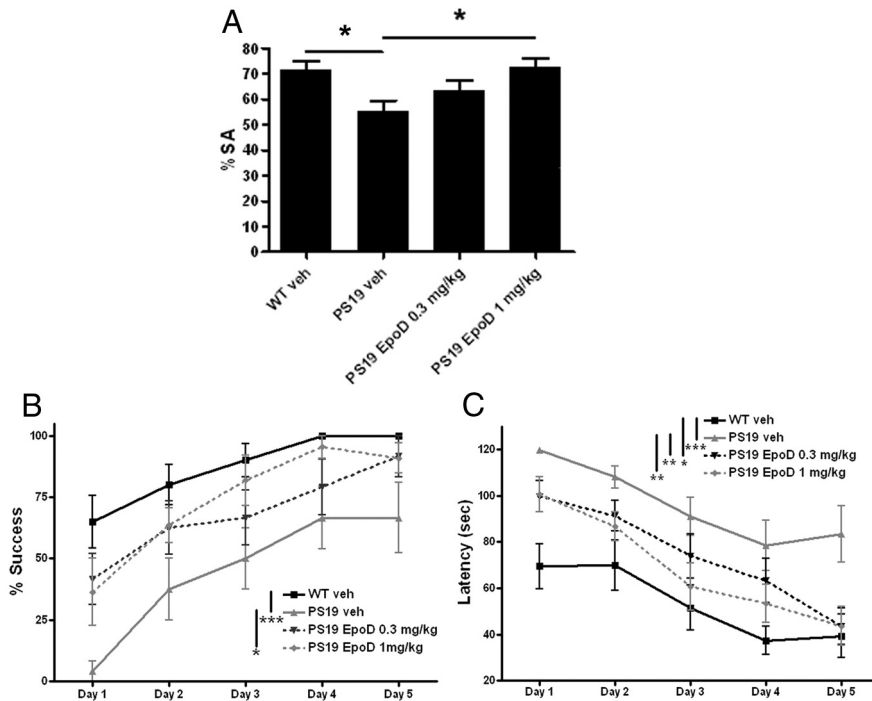 A
*
*
80
70
60
50
40
30
20
10
0
% SA
WT veh
PS19 veh
PS19 EpoD 0.3 mg/kg
PS19 EpoD 1 mg/kg
B
100
75
50
25
0
% Success
WT veh
PS19 veh
PS19 EpoD 0.3 mg/kg
PS19 EpoD 1mg/kg
***
*
Day 1 Day 2 Day 3 Day 4 Day 5
C
120
100
80
60
40
20
Latency (sec)
WT veh
PS19 veh
PS19 EpoD 0.3 mg/kg
PS19 EpoD 1 mg/kg
***
*
**
**
Day 1 Day 2 Day 3 Day 4 Day 5